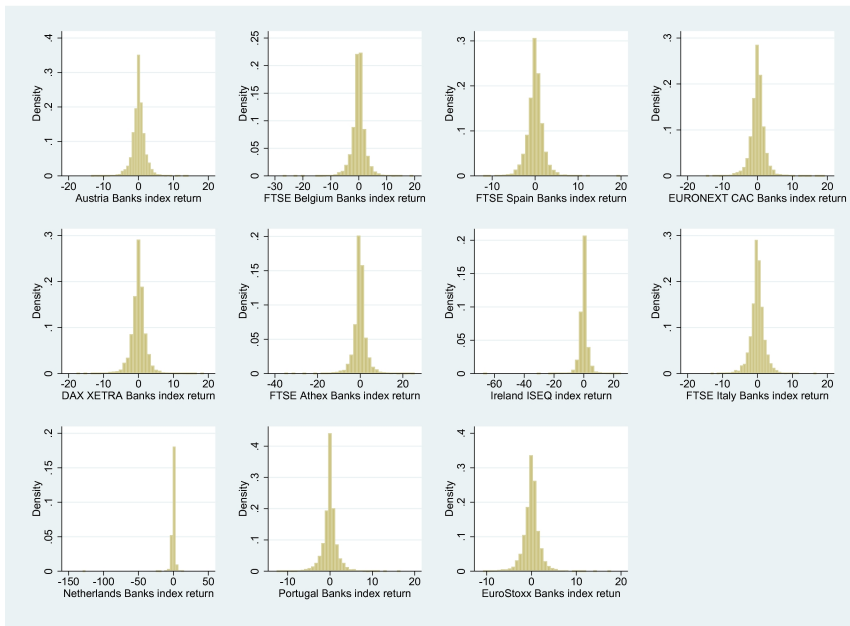 Density
0 .1 .2 .3 .4
-20 -10 0 10 20
Austria Banks index return
Density
0 .05 .1 .15 .2 .25
-30 -20 -10 0 10 20
FTSE Belgium Banks index return
Density
0 .1 .2 .3
-10 0 10 20
FTSE Spain Banks index return
Density
0 .1 .2 .3
-20 -10 0 10 20
EURONEXT CAC Banks index return
Density
0 .1 .2 .3
-20 -10 0 10 20
DAX XETRA Banks index return
Density
0 .05 .1 .15 .2
-40 -20 0 20
FTSE Athex Banks index return
Density
0 .05 .1 .15 .2
-60 -40 -20 0 20
Ireland ISEQ index return
Density
0 .1 .2 .3
-20 -10 0 10 20
FTSE Italy Banks index return
Density
0 .05 .1 .15 .2
-150 -100 -50 0 50
Netherlands Banks index return
Density
0 .1 .2 .3 .4
-10 0 10 20
Portugal Banks index return
Density
0 .1 .2 .3 .4
-10 0 10 20
EuroStoxx Banks index return